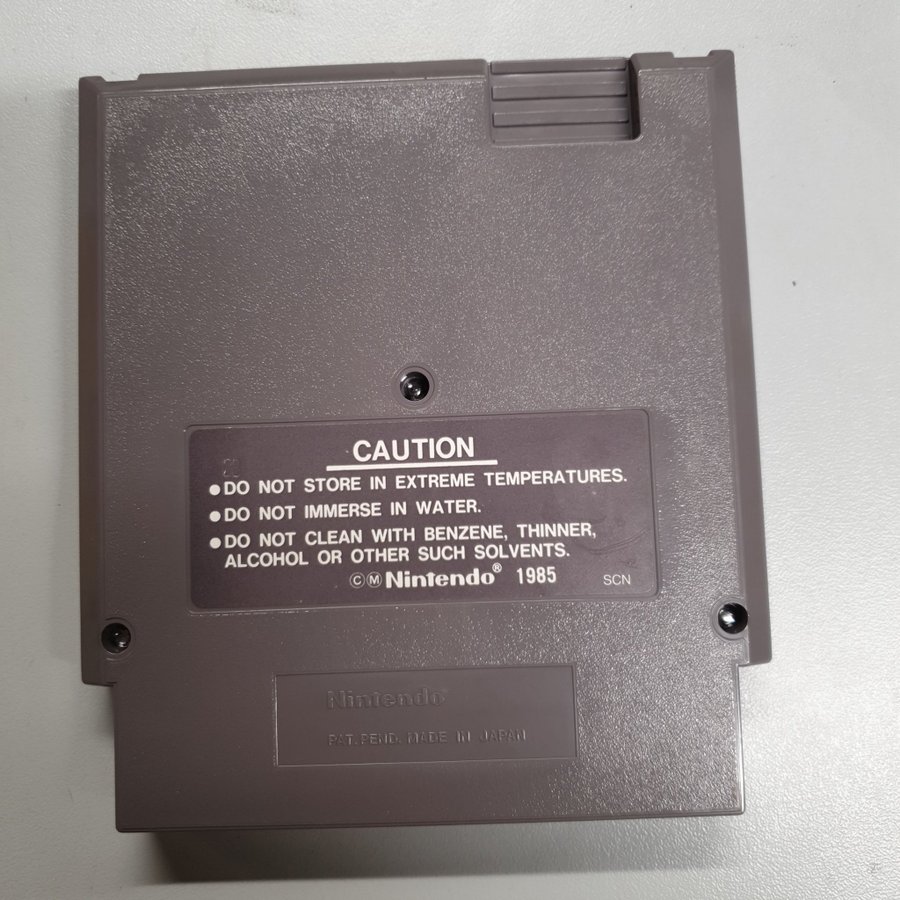 CAUTION
●DO NOT STORE IN EXTREME TEMPERATURES.
●DO NOT IMMERSE IN WATER.
●DO NOT CLEAN WITH BENZENE, THINNER,
ALCOHOL OR OTHER SUCH SOLVENTS.
ⒸⓂNintendo® 1985 SCN
Nintendo
PAT. PEND. MADE IN JAPAN